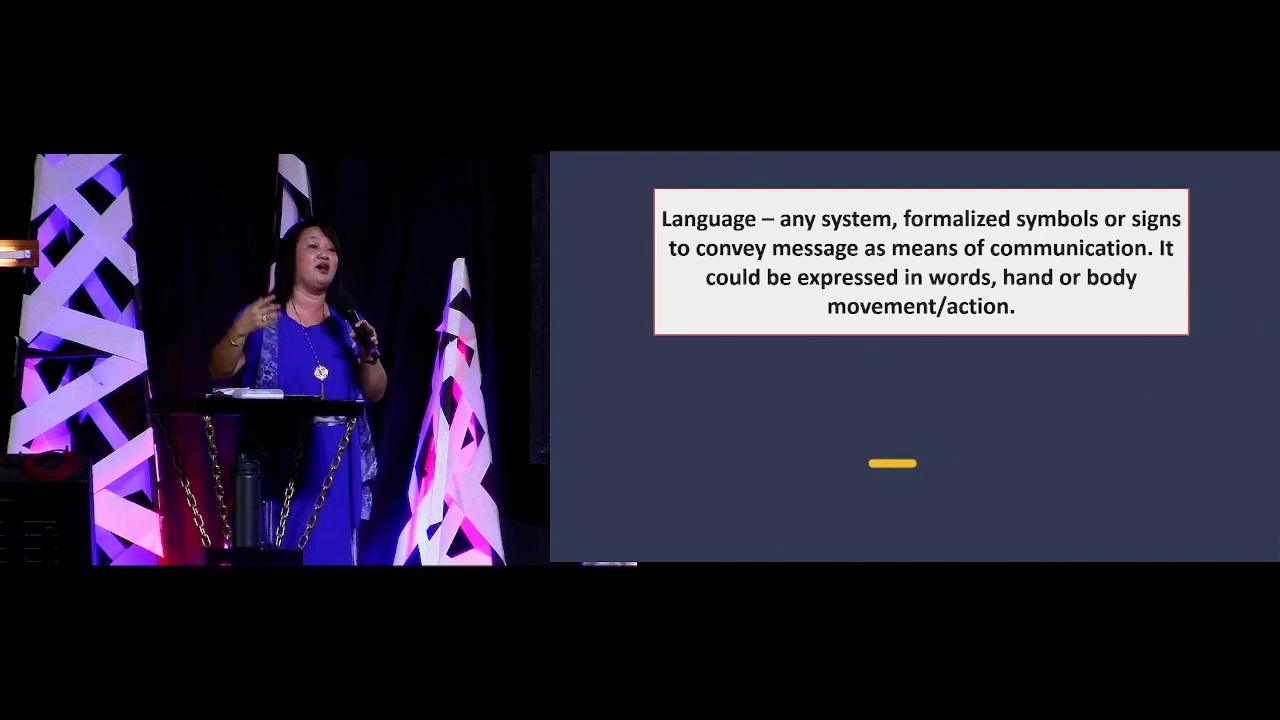 Language – any system, formalized symbols or signs
to convey message as means of communication. It
could be expressed in words, hand or body
movement/action.